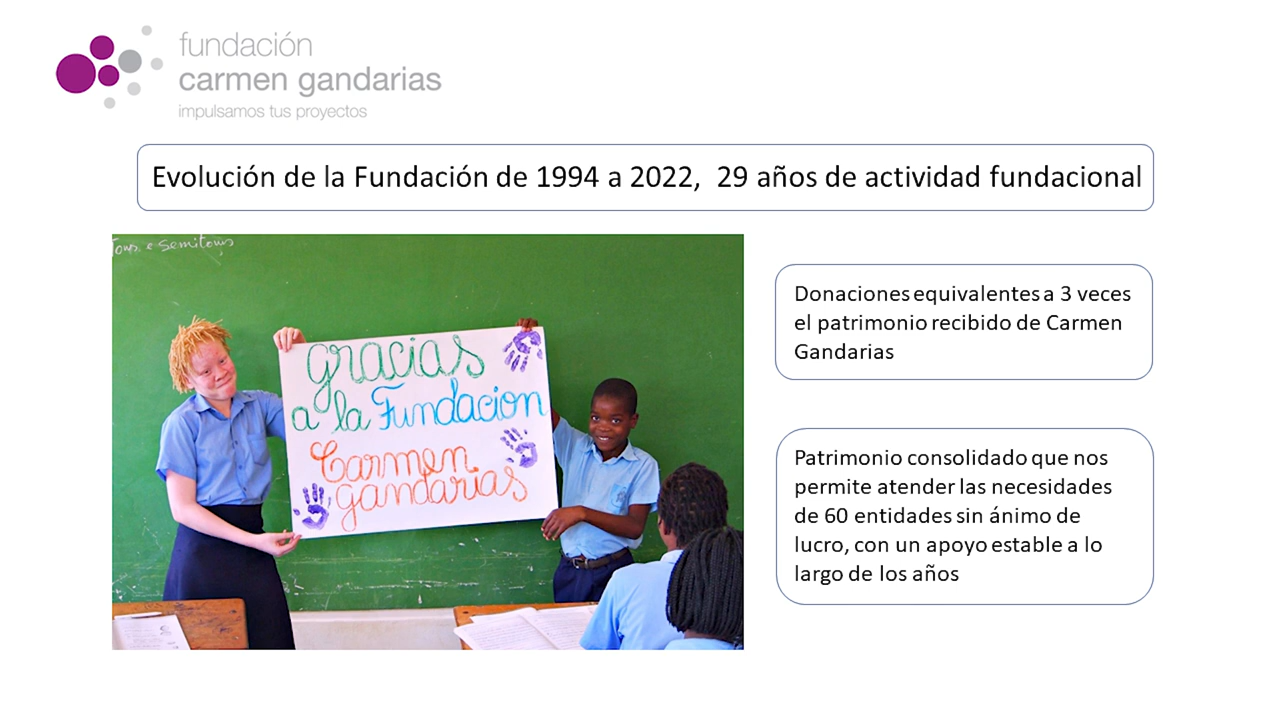 fundación
carmen gandarias
impulsamos tus proyectos
Evolución de la Fundación de 1994 a 2022, 29 años de actividad fundacional
Tons e Semitons
gracias
a la Fundacion
Carmen
gandarias
Donaciones equivalentes a 3 veces
el patrimonio recibido de Carmen
Gandarias
Patrimonio consolidado que nos
permite atender las necesidades
de 60 entidades sin ánimo de
lucro, con un apoyo estable a lo
largo de los años